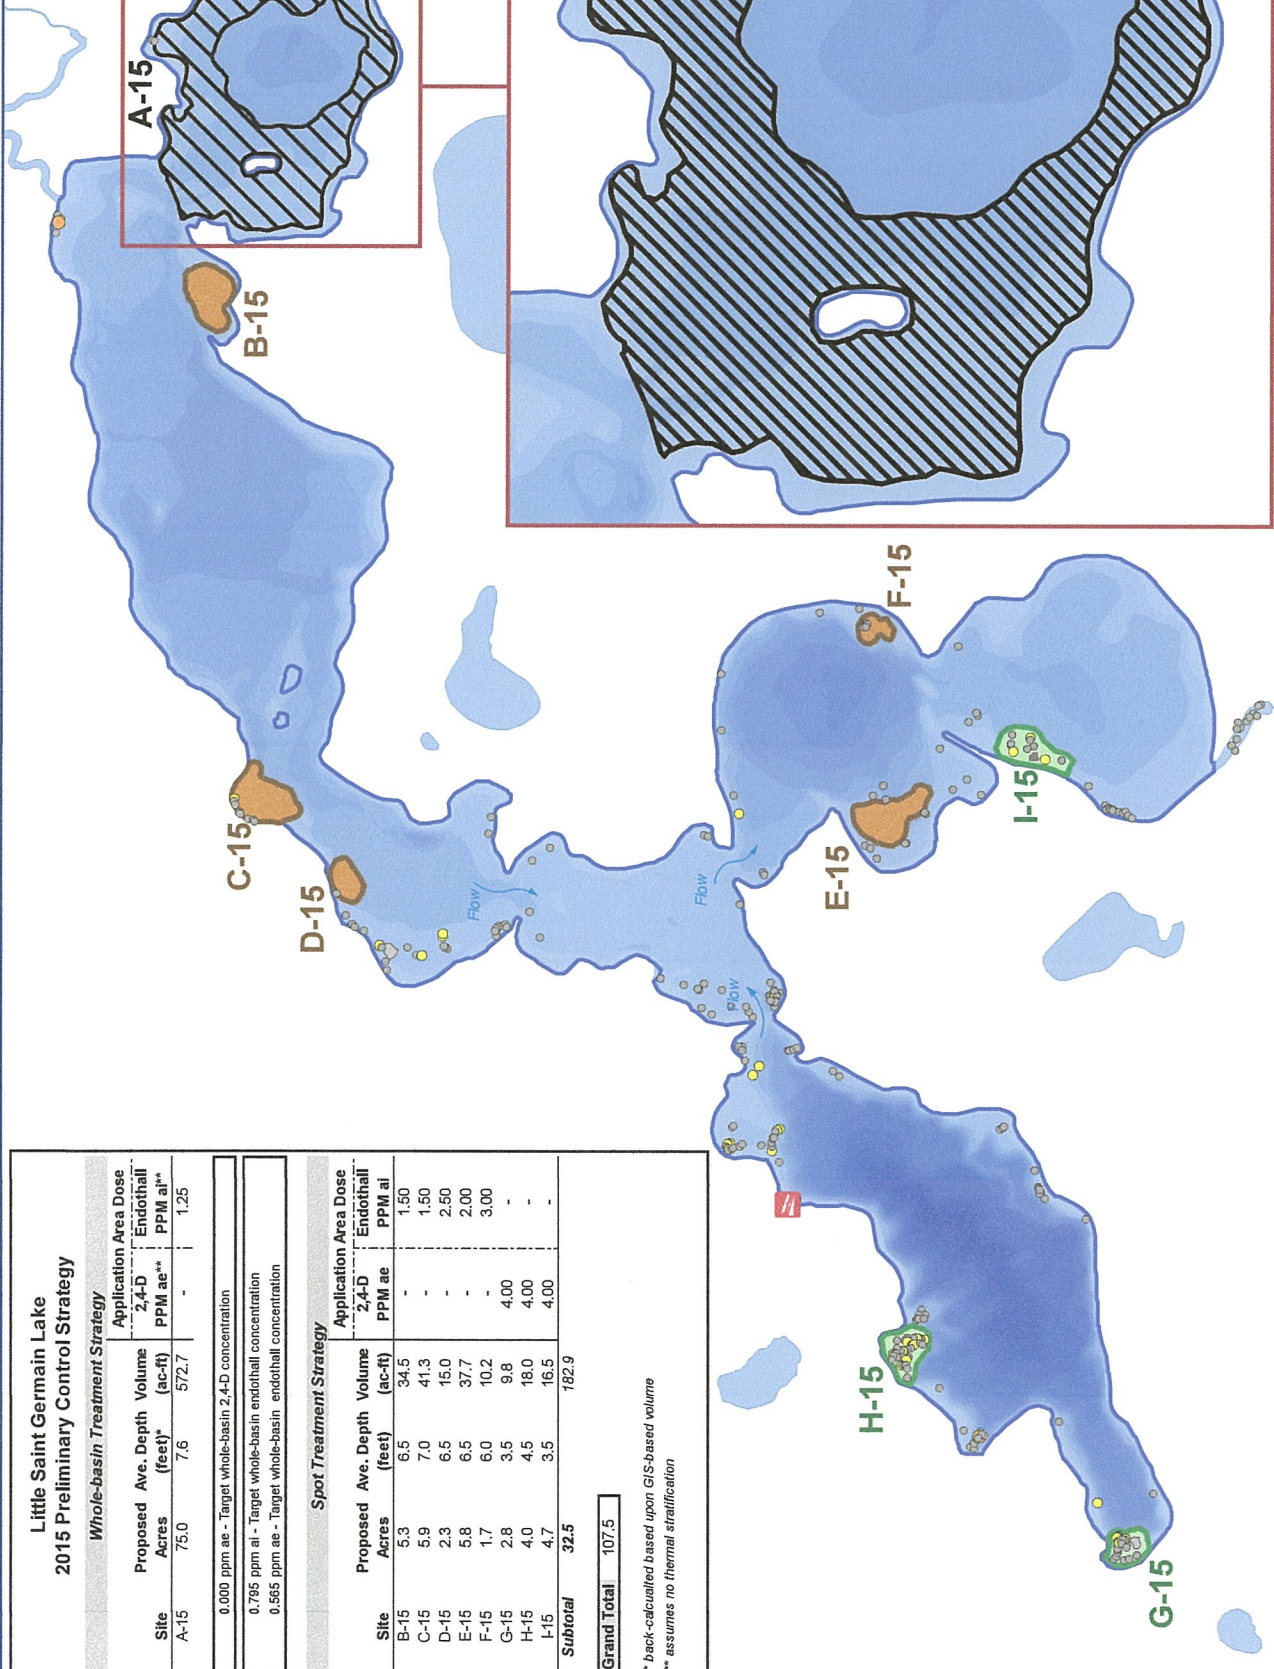 Little Saint Germain Lake
2015 Preliminary Control Strategy
Whole-basin Treatment Strategy
Application Area Dose
Proposed Ave. Depth Volume 2,4-D Endothall
Site Acres (feet)* (ac-ft) PPM ae** PPM ai**
A-15 75.0 7.6 572.7 - 1.25
0.000 ppm ae - Target whole-basin 2,4-D concentration
0.795 ppm ai - Target whole-basin endothall concentration
0.565 ppm ae - Target whole-basin endothall concentration
Spot Treatment Strategy
Application Area Dose
Proposed Ave. Depth Volume 2,4-D Endothall
Site Acres (feet) (ac-ft) PPM ae PPM ai
B-15 5.3 6.5 34.5 - 1.50
C-15 5.9 7.0 41.3 - 1.50
D-15 2.3 6.5 15.0 - 2.50
E-15 5.8 6.5 37.7 - 2.00
F-15 1.7 6.0 10.2 - 3.00
G-15 2.8 3.5 9.8 4.00 -
H-15 4.0 4.5 18.0 4.00 -
I-15 4.7 3.5 16.5 4.00 -
Subtotal 32.5 182.9
Grand Total 107.5
* back-calcualted based upon GIS-based volume
** assumes no thermal stratification
A-15
B-15
C-15
D-15
Flow
Flow
Flow
E-15
F-15
I-15
H-15
G-15